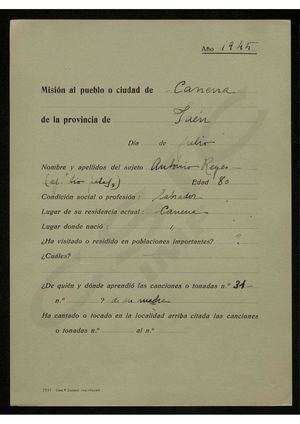 Año 1945
Misión al pueblo o ciudad de Canena
de la provincia de Jaén
Día de julio
Nombre y apellidos del sujeto Antonio Reyes
(el tío
Edad 80
Condición social o profesión: labrador
Lugar de su residencia actual: Canena
Lugar donde nació: "
¿Ha visitado o residido en poblaciones importantes? "
¿Cuáles?
¿De quién y dónde aprendió las canciones o tonadas n.° 31-
n.° ? de su madre
Ha cantado o tocado en la localidad arriba citada las canciones
o tonadas n.° al n.°